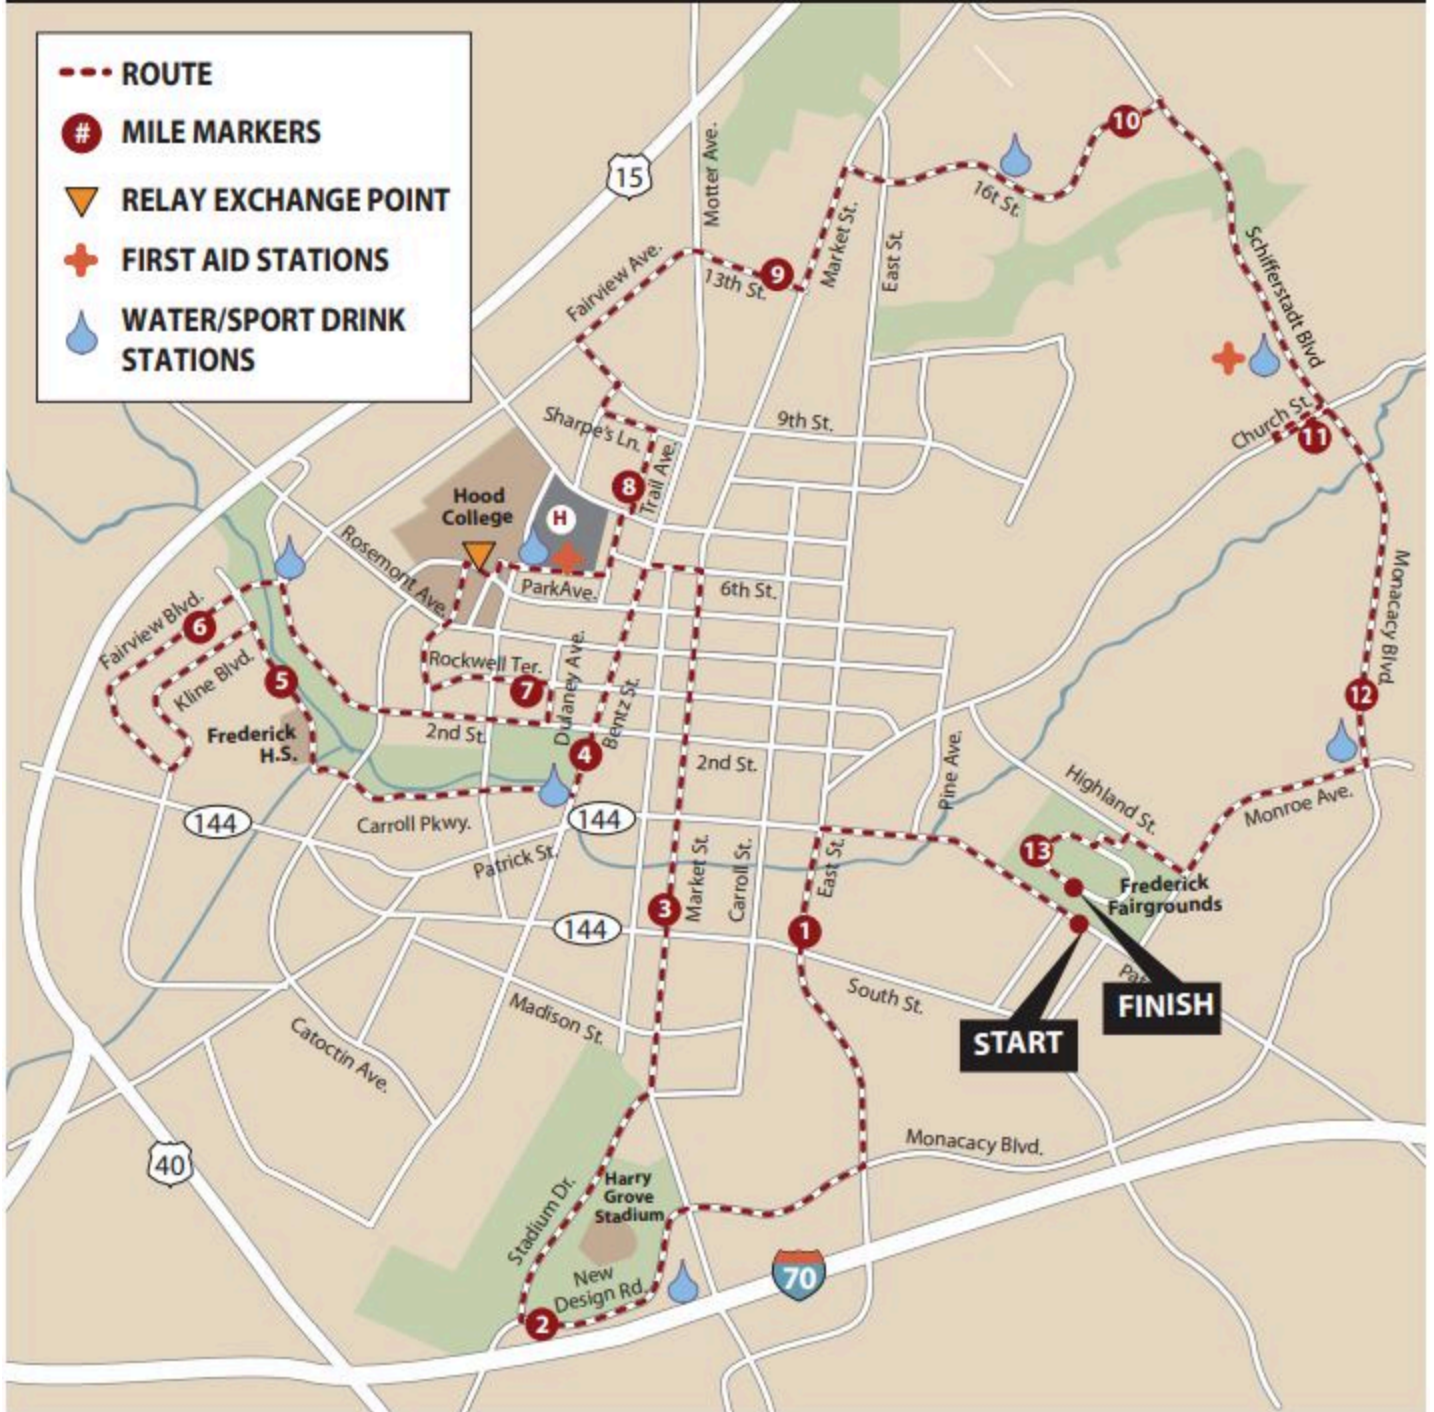 ROUTE
# MILE MARKERS
RELAY EXCHANGE POINT
FIRST AID STATIONS
WATER/SPORT DRINK
STATIONS
15
Motter Ave.
10
16t St.
Market St.
East St.
Fairview Ave.
13th St.
9
Schifferstadt Blvd
Church St.
11
Sharpe's Ln.
9th St.
8
Trail Ave.
Hood
College
H
Rosemont Ave.
ParkAve.
6th St.
Fairview Blvd.
6
Kline Blvd.
5
Rockwell Ter.
7
Dulaney Ave.
Bentz St.
Monacacy Blvd
12
Frederick
H.S.
2nd St.
4
2nd St.
Pine Ave.
Highland St.
Monroe Ave.
144
Carroll Pkwy.
144
Patrick St.
Market St.
Carroll St.
East St.
13
Frederick
Fairgrounds
3
144
1
South St.
Pat
FINISH
START
Madison St.
Catoctin Ave.
40
Monacacy Blvd.
Stadium Dr.
Harry
Grove
Stadium
New
Design Rd.
2
70